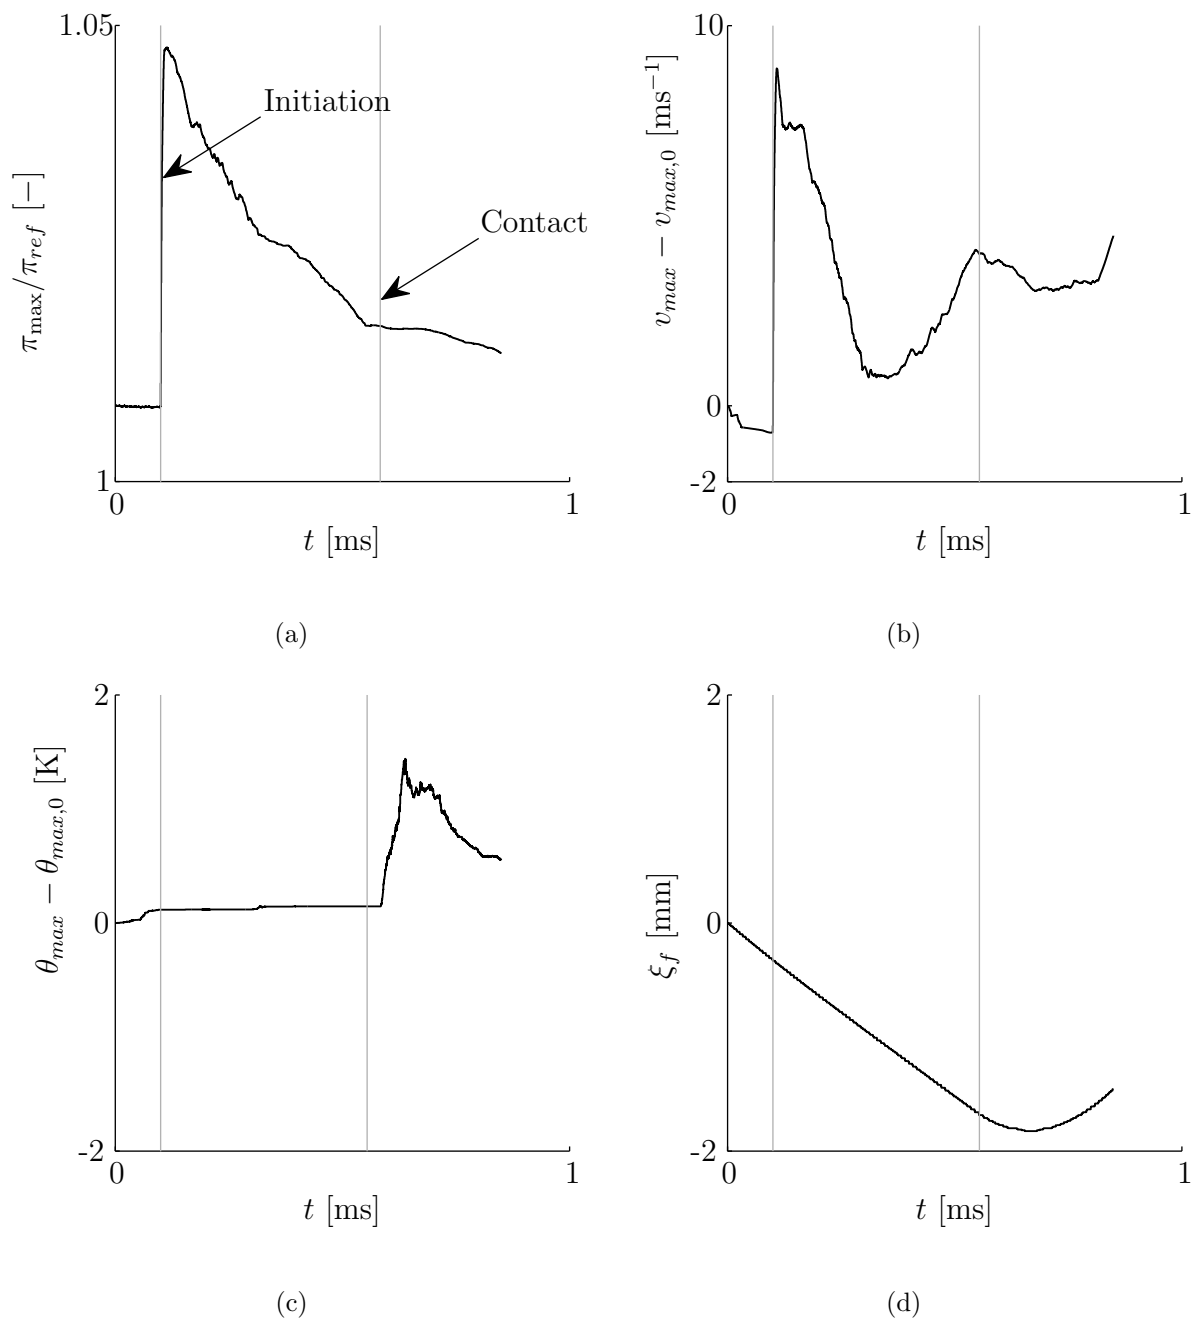 1.05
Initiation
Contact
π_max/π_ref [−]
1
0
1
t [ms]
(a)
10
v_max − v_max,0 [ms⁻¹]
0
-2
0
1
t [ms]
(b)
2
θ_max − θ_max,0 [K]
0
-2
0
1
t [ms]
(c)
2
ξ_f [mm]
0
-2
0
1
t [ms]
(d)